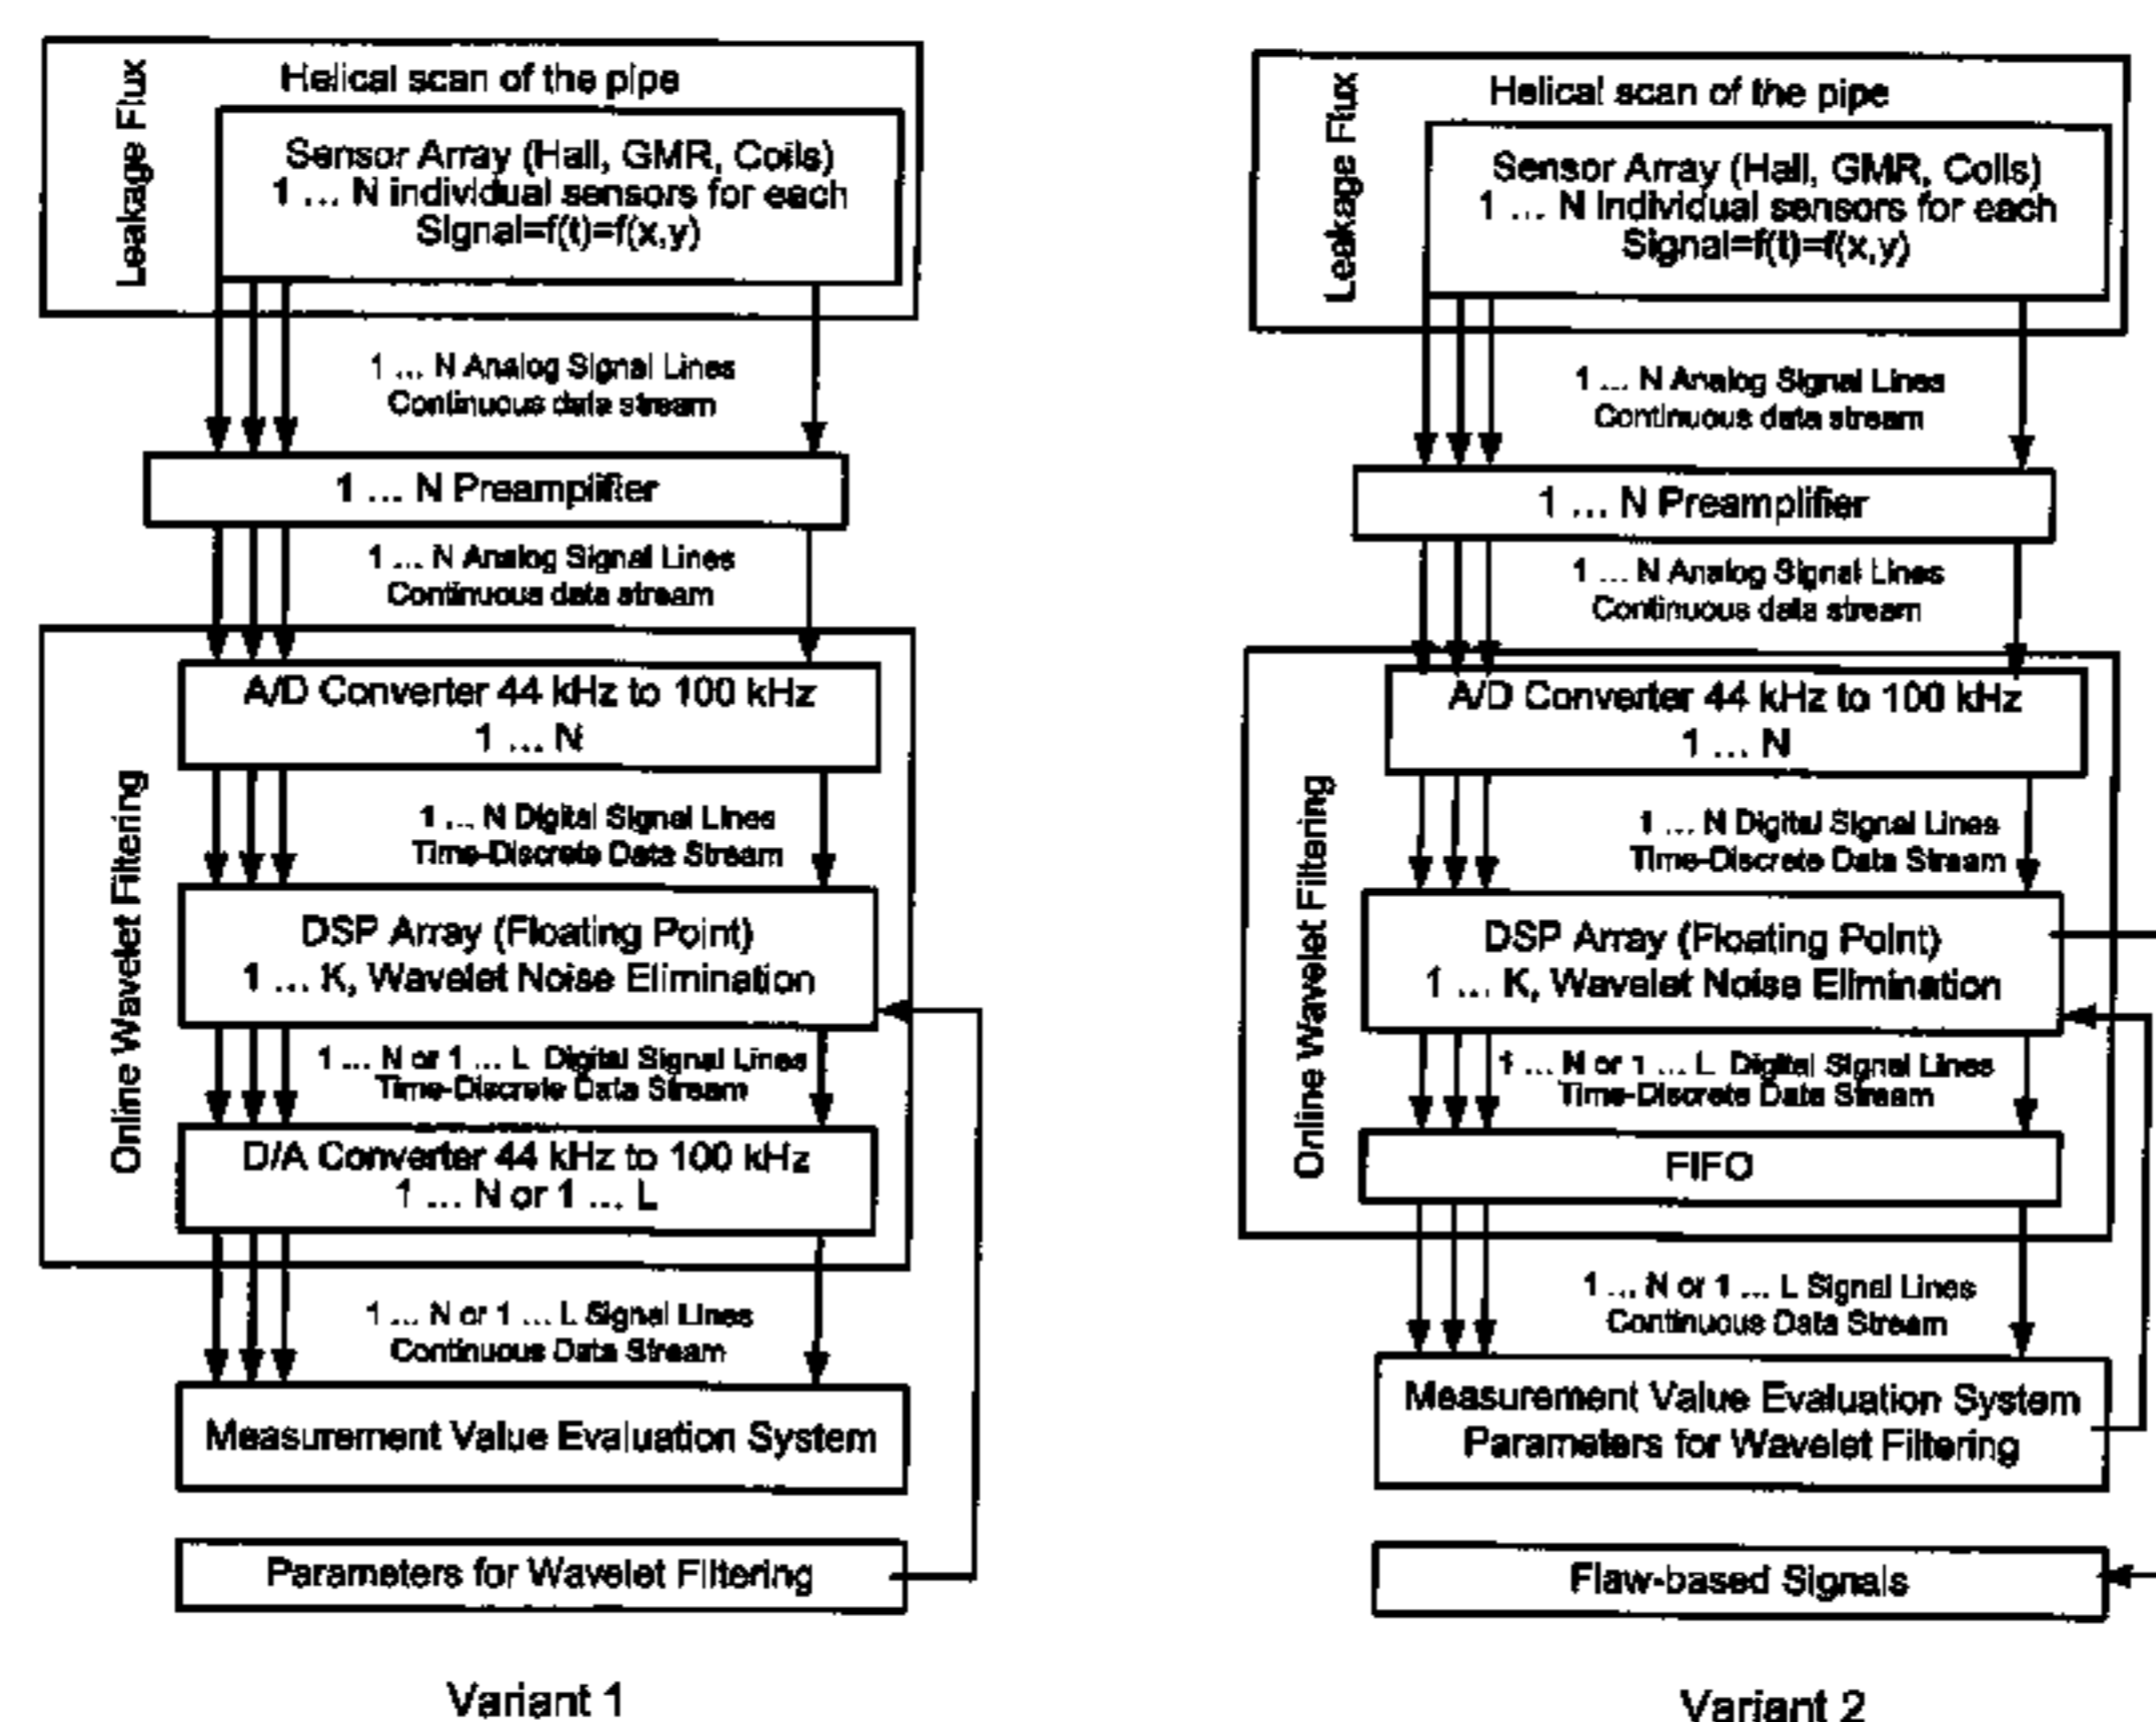 Leakage Flux
Helical scan of the pipe
Sensor Array (Hall, GMR, Coils)
1 ... N individual sensors for each
Signal=f(t)=f(x,y)
1 ... N Analog Signal Lines
Continuous data stream
1 ... N Preamplifier
1 ... N Analog Signal Lines
Continuous data stream
Online Wavelet Filtering
A/D Converter 44 kHz to 100 kHz
1 ... N
1 ... N Digital Signal Lines
Time-Discrete Data Stream
DSP Array (Floating Point)
1 ... K, Wavelet Noise Elimination
1 ... N or 1 ... L Digital Signal Lines
Time-Discrete Data Stream
D/A Converter 44 kHz to 100 kHz
1 ... N or 1 ... L
1 ... N or 1 ... L Signal Lines
Continuous Data Stream
Measurement Value Evaluation System
Parameters for Wavelet Filtering
Variant 1
Leakage Flux
Helical scan of the pipe
Sensor Array (Hall, GMR, Coils)
1 ... N Individual sensors for each
Signal=f(t)=f(x,y)
1 ... N Analog Signal Lines
Continuous data stream
1 ... N Preamplifier
1 ... N Analog Signal Lines
Continuous data stream
Online Wavelet Filtering
A/D Converter 44 kHz to 100 kHz
1 ... N
1 ... N Digital Signal Lines
Time-Discrete Data Stream
DSP Array (Floating Point)
1 ... K, Wavelet Noise Elimination
1 ... N or 1 ... L Digital Signal Lines
Time-Discrete Data Stream
FIFO
1 ... N or 1 ... L Signal Lines
Continuous Data Stream
Measurement Value Evaluation System
Parameters for Wavelet Filtering
Flaw-based Signals
Variant 2